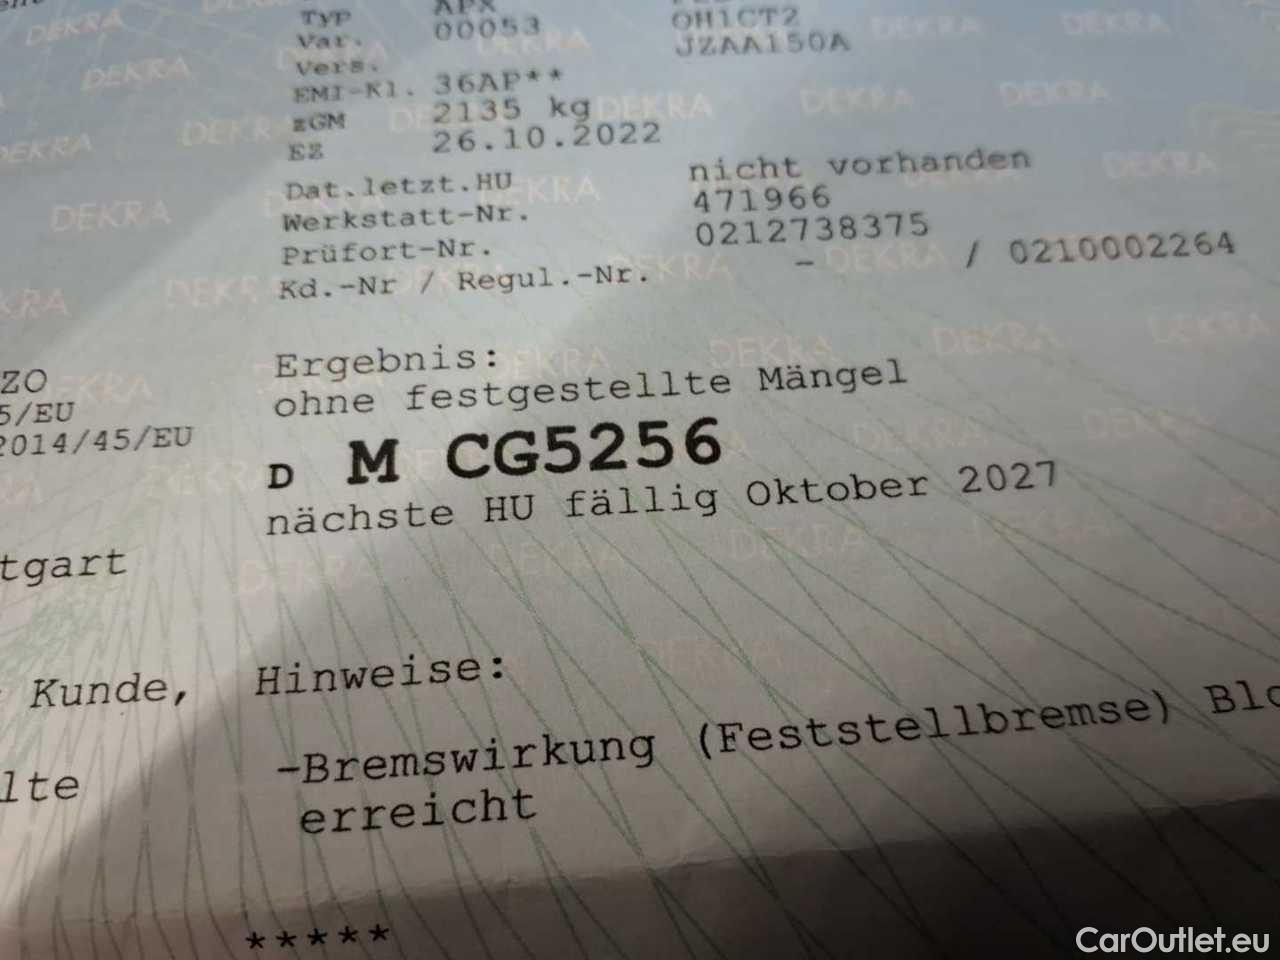 Typ APX
Var. 00053 OH1CT2
Vers. JZAA150A
EMI-Kl. 36AP**
zGM 2135 kg
EZ 26.10.2022
Dat.letzt.HU nicht vorhanden
Werkstatt-Nr. 471966
Prüfort-Nr. 0212738375
Kd.-Nr / Regul.-Nr. - / 0210002264
ZO
5/EU
2014/45/EU
Ergebnis:
ohne festgestellte Mängel
D M CG5256
nächste HU fällig Oktober 2027
tgart
Kunde,
lte
Hinweise:
-Bremswirkung (Feststellbremse) Blo
erreicht
*****
DEKRA
CarOutlet.eu